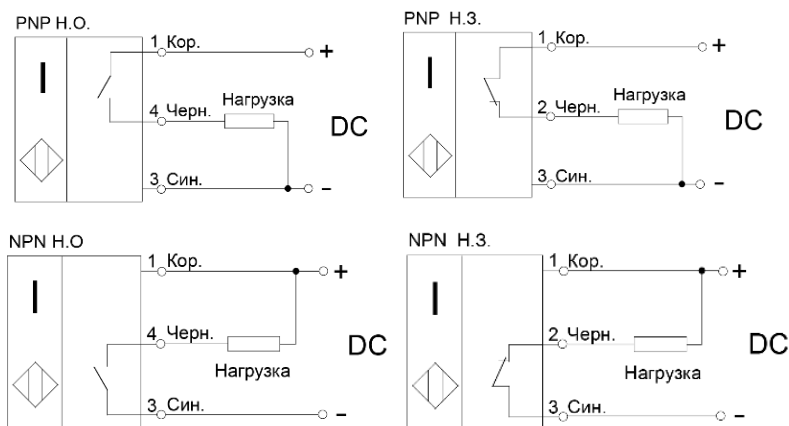 PNP Н.О.
1 Кор. +
4 Черн. Нагрузка
DC
3 Син. –
PNP Н.З.
1 Кор. +
2 Черн. Нагрузка
DC
3 Син. –
NPN Н.О
1 Кор. +
4 Черн.
DC
Нагрузка
3 Син. –
NPN Н.З.
1 Кор. +
2 Черн.
DC
Нагрузка
3 Син. –